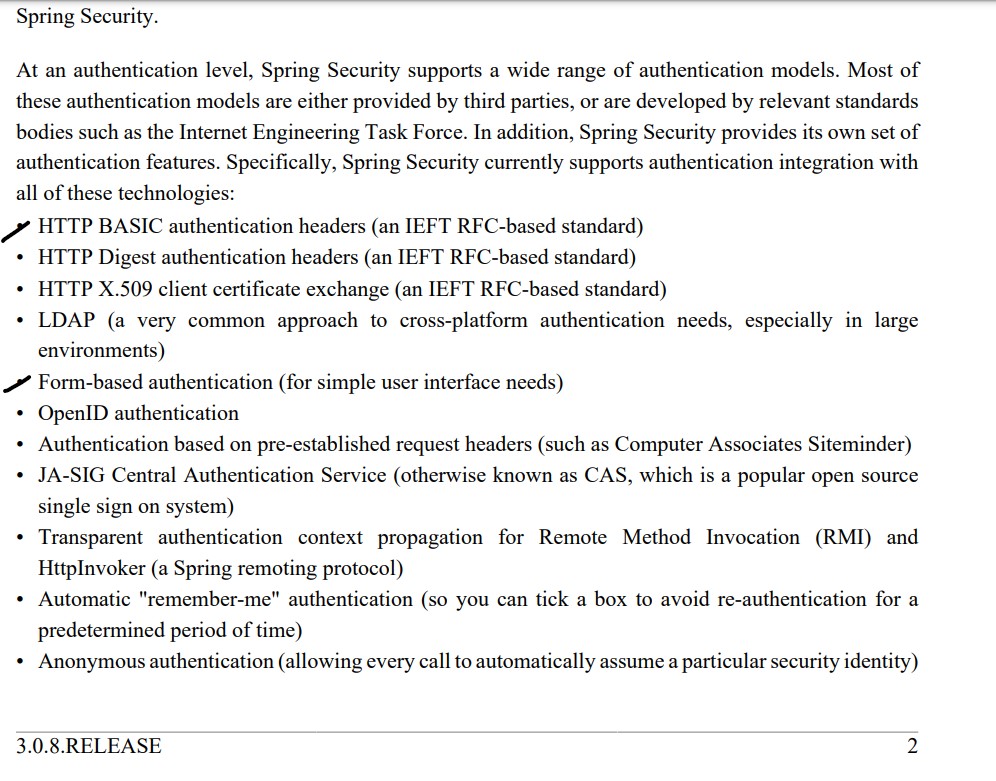 Spring Security.
At an authentication level, Spring Security supports a wide range of authentication models. Most of
these authentication models are either provided by third parties, or are developed by relevant standards
bodies such as the Internet Engineering Task Force. In addition, Spring Security provides its own set of
authentication features. Specifically, Spring Security currently supports authentication integration with
all of these technologies:
HTTP BASIC authentication headers (an IEFT RFC-based standard)
• HTTP Digest authentication headers (an IEFT RFC-based standard)
• HTTP X.509 client certificate exchange (an IEFT RFC-based standard)
• LDAP (a very common approach to cross-platform authentication needs, especially in large
environments)
Form-based authentication (for simple user interface needs)
• OpenID authentication
• Authentication based on pre-established request headers (such as Computer Associates Siteminder)
• JA-SIG Central Authentication Service (otherwise known as CAS, which is a popular open source
single sign on system)
• Transparent authentication context propagation for Remote Method Invocation (RMI) and
HttpInvoker (a Spring remoting protocol)
• Automatic "remember-me" authentication (so you can tick a box to avoid re-authentication for a
predetermined period of time)
• Anonymous authentication (allowing every call to automatically assume a particular security identity)
3.0.8.RELEASE 2